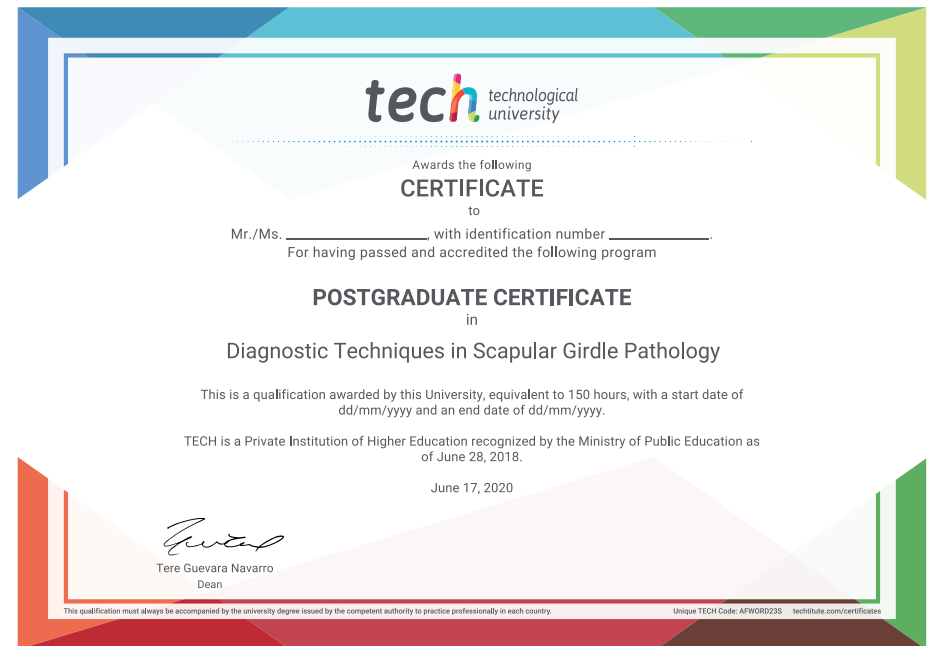 tech technological
university
Awards the following
CERTIFICATE
to
Mr./Ms. ____________________, with identification number ______________.
For having passed and accredited the following program
POSTGRADUATE CERTIFICATE
in
Diagnostic Techniques in Scapular Girdle Pathology
This is a qualification awarded by this University, equivalent to 150 hours, with a start date of
dd/mm/yyyy and an end date of dd/mm/yyyy.
TECH is a Private Institution of Higher Education recognized by the Ministry of Public Education as
of June 28, 2018.
June 17, 2020
Tere Guevara Navarro
Dean
This qualification must always be accompanied by the university degree issued by the competent authority to practice professionally in each country.
Unique TECH Code: AFWORD23S techtitute.com/certificates